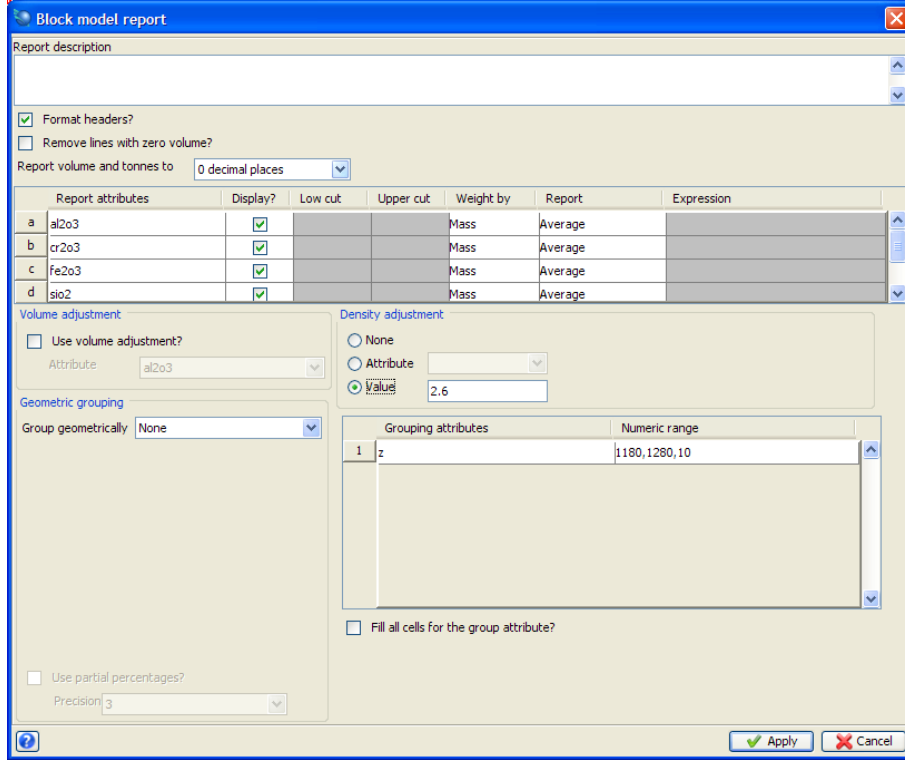 Block model report
Report description
Format headers?
Remove lines with zero volume?
Report volume and tonnes to 0 decimal places
Report attributes Display? Low cut Upper cut Weight by Report Expression
a al2o3 Mass Average
b cr2o3 Mass Average
c fe2o3 Mass Average
d sio2 Mass Average
Volume adjustment
Use volume adjustment?
Attribute al2o3
Density adjustment
None
Attribute
Value 2.6
Geometric grouping
Group geometrically None
Grouping attributes Numeric range
1 z 1180,1280,10
Fill all cells for the group attribute?
Use partial percentages?
Precision 3
? Apply Cancel